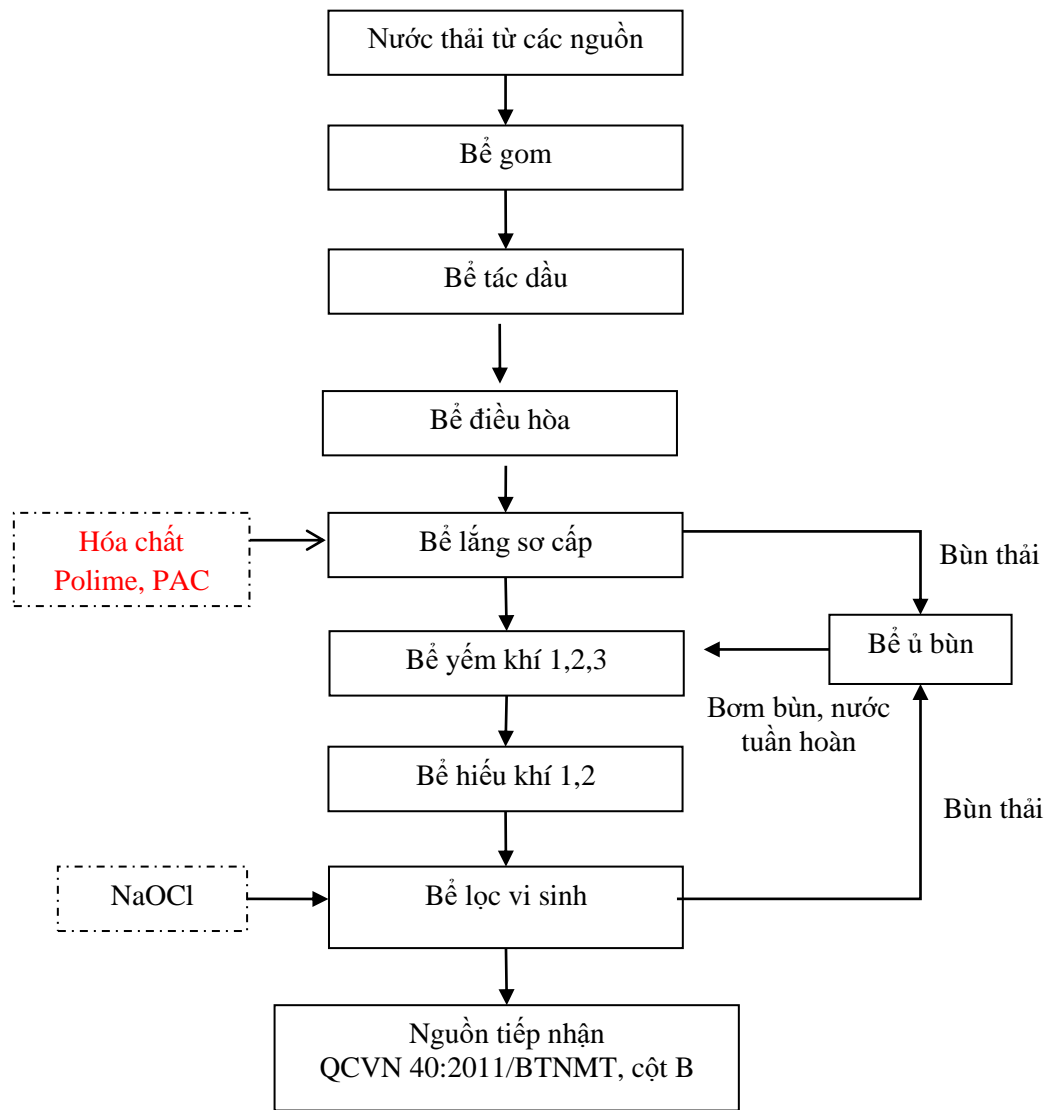 Nước thải từ các nguồn
Bể gom
Bể tác dầu
Bể điều hòa
Hóa chất
Polime, PAC
Bể lắng sơ cấp
Bùn thải
Bể yếm khí 1,2,3
Bể ủ bùn
Bơm bùn, nước
tuần hoàn
Bể hiếu khí 1,2
Bùn thải
NaOCl
Bể lọc vi sinh
Nguồn tiếp nhận
QCVN 40:2011/BTNMT, cột B